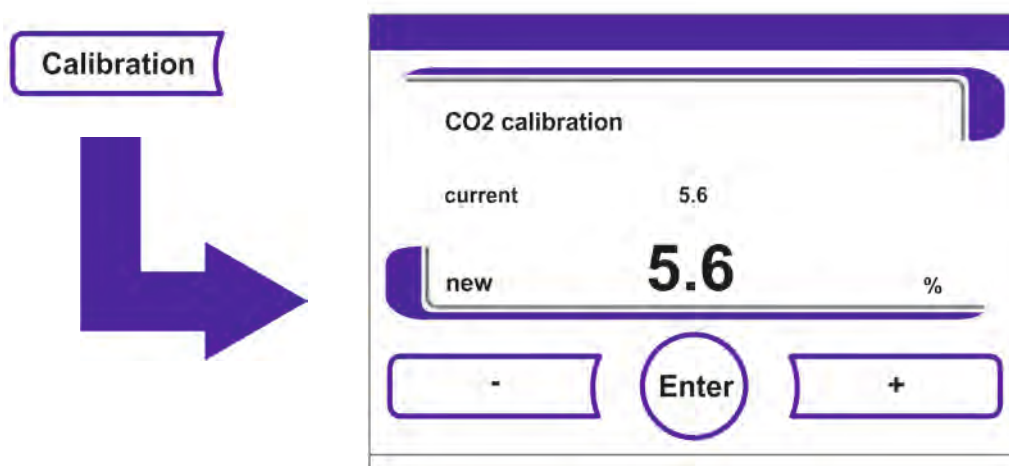 Calibration
CO2 calibration
current 5.6
new 5.6 %
- Enter +